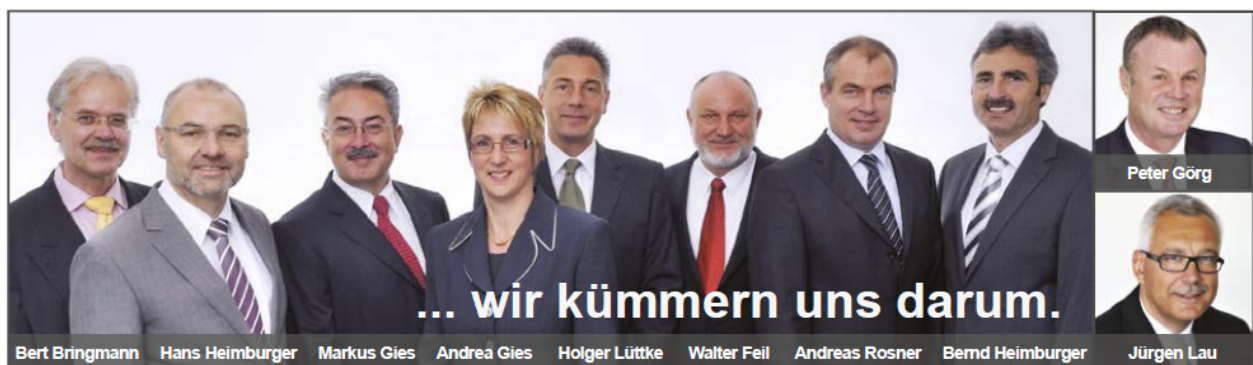 ... wir kümmern uns darum.
Bert Bringmann Hans Heimburger Markus Gies Andrea Gies Holger Lüttke Walter Feil Andreas Rosner Bernd Heimburger
Peter Görg
Jürgen Lau